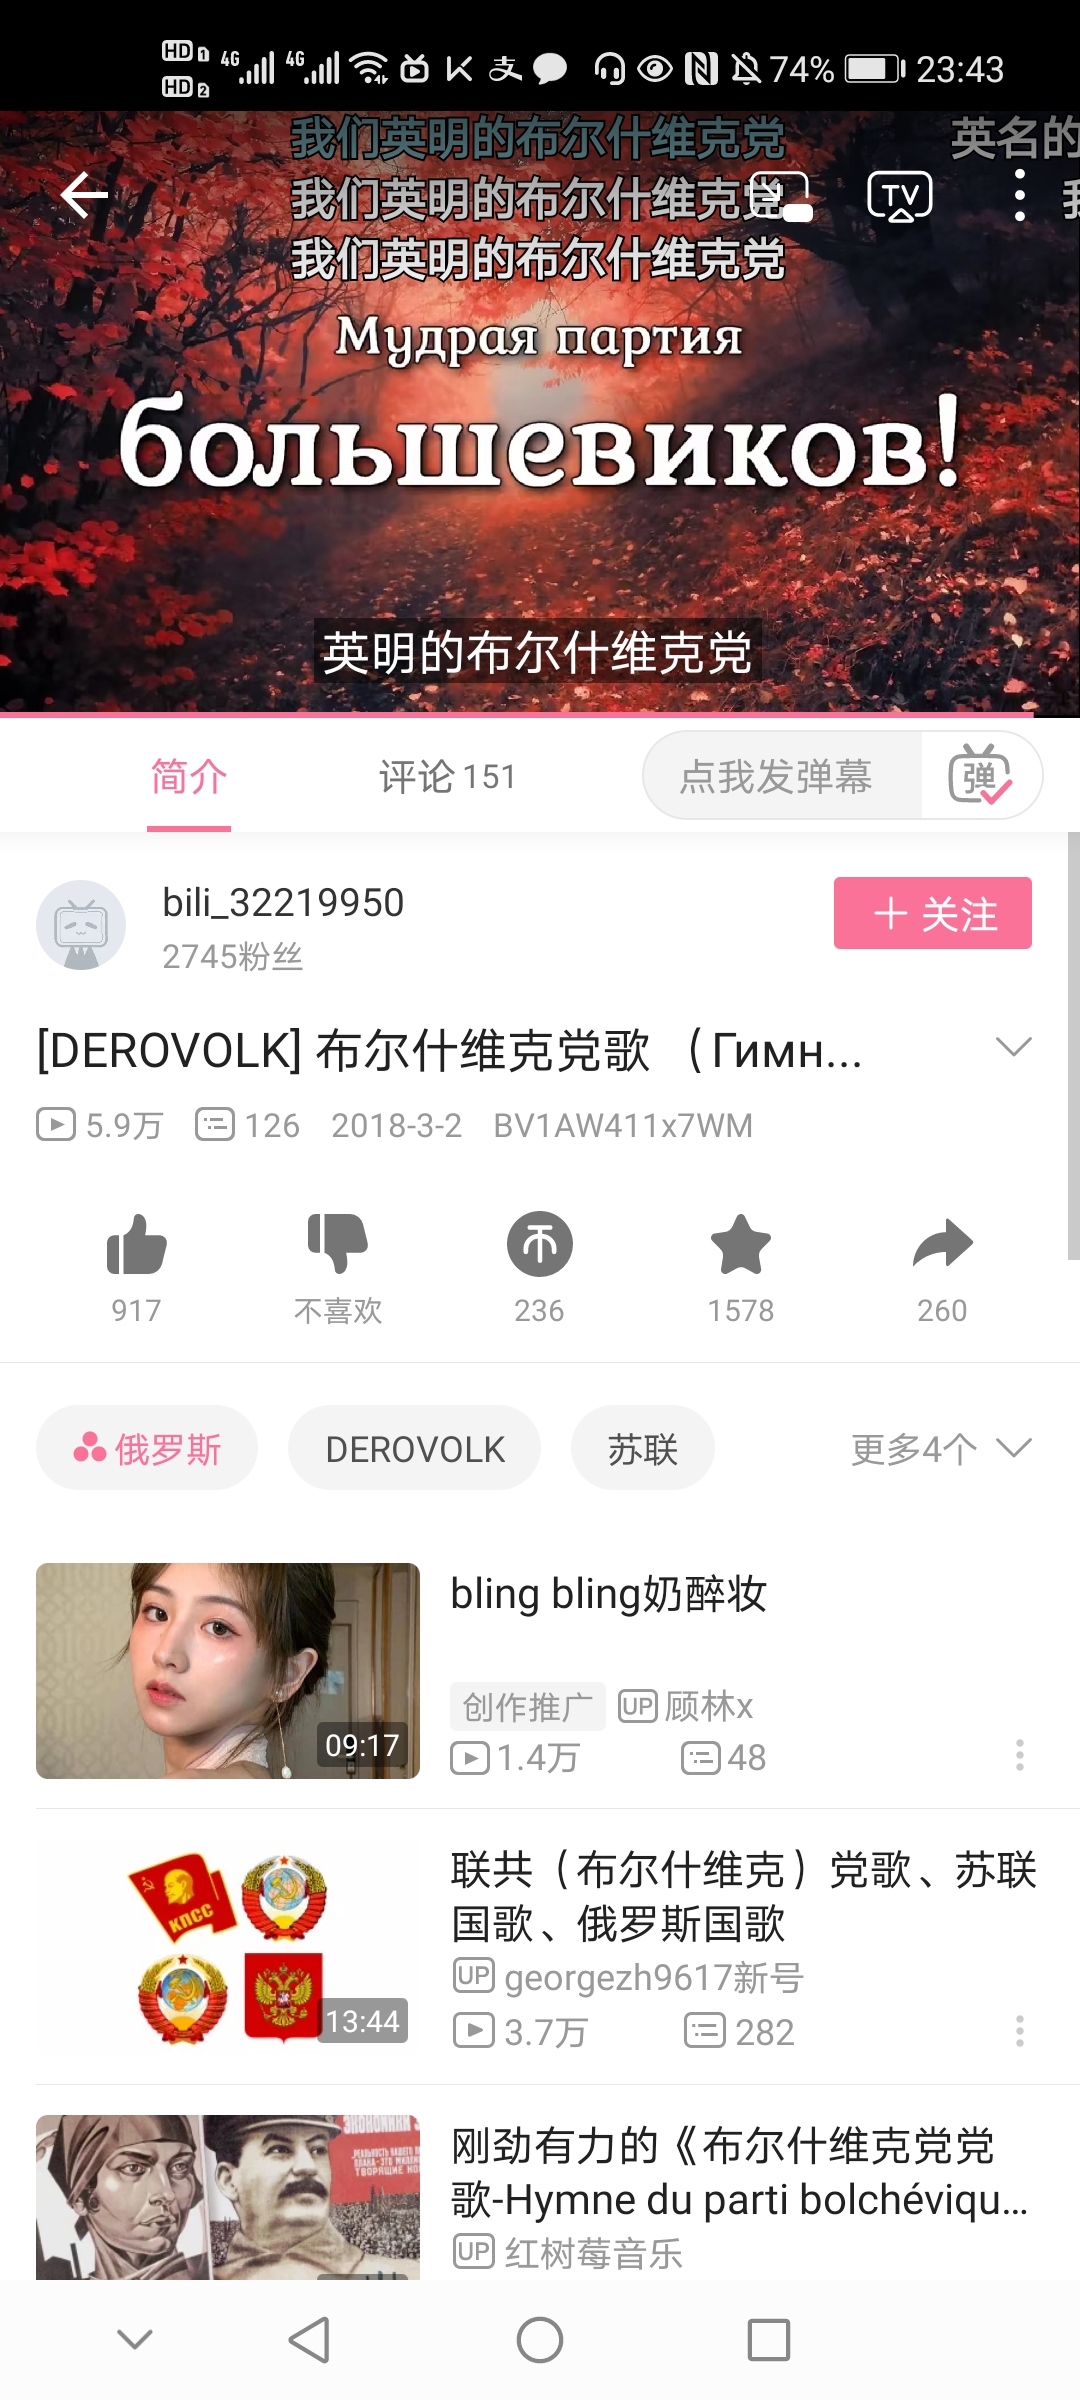 HD 1 4G 4G 74% 23:43
HD 2
我们英明的布尔什维克党
英名的
我们英明的布尔什维克党
TV
我们英明的布尔什维克党
Мудрая партия
большевиков!
英明的布尔什维克党
简介 评论 151 点我发弹幕 弹
bili_32219950
2745粉丝
关注
[DEROVOLK] 布尔什维克党歌 （Гимн...
5.9万 126 2018-3-2 BV1AW411x7WM
917 不喜欢 236 1578 260
俄罗斯 DEROVOLK 苏联 更多4个
bling bling奶醉妆
创作推广 UP 顾林x
09:17
1.4万 48
联共（布尔什维克）党歌、苏联
国歌、俄罗斯国歌
КПСС
UP georgezh9617新号
13:44
3.7万 282
刚劲有力的《布尔什维克党党
歌-Hymne du parti bolchéviqu...
UP 红树莓音乐